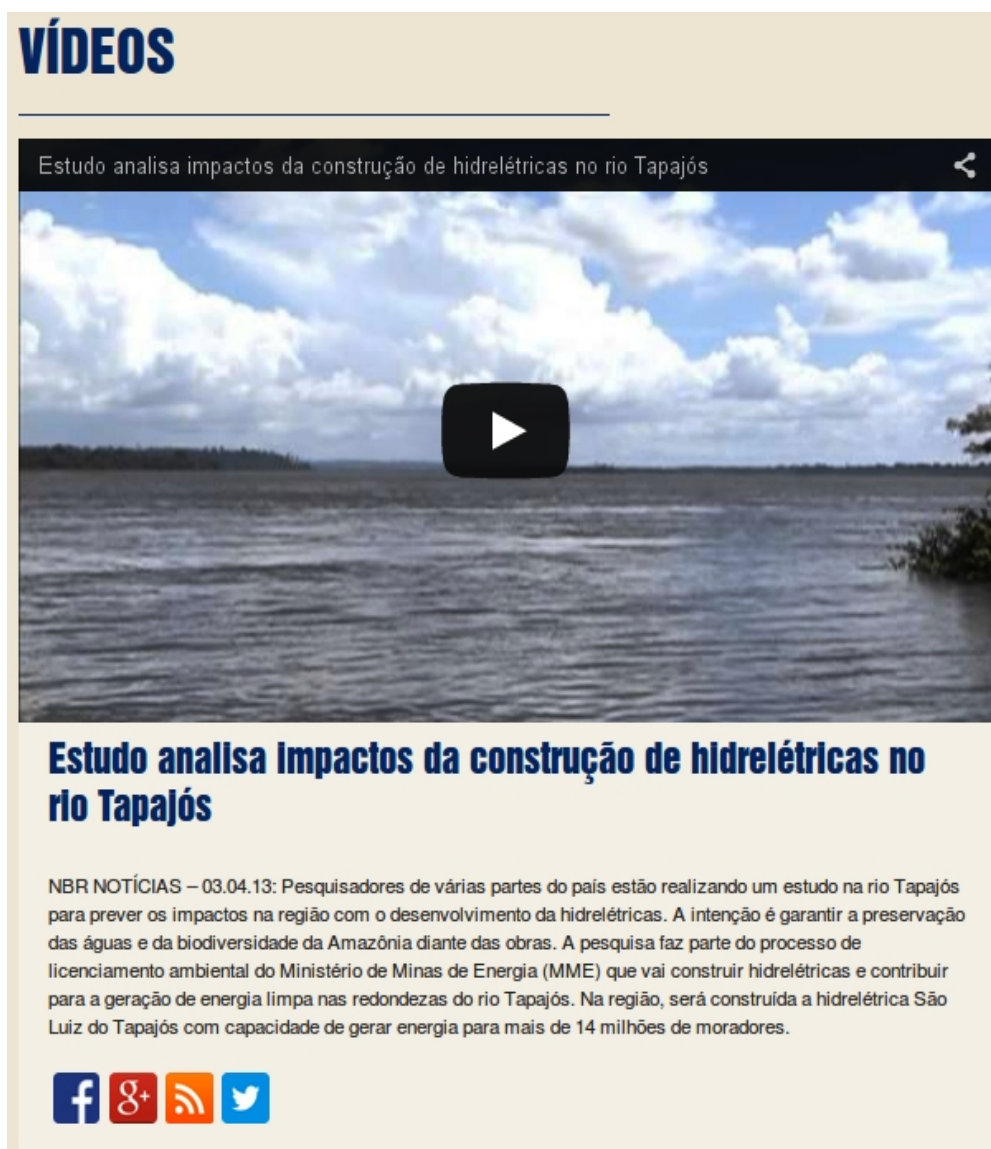 VÍDEOS
Estudo analisa impactos da construção de hidrelétricas no rio Tapajós
Estudo analisa impactos da construção de hidrelétricas no
rio Tapajós
NBR NOTÍCIAS – 03.04.13: Pesquisadores de várias partes do país estão realizando um estudo na rio Tapajós
para prever os impactos na região com o desenvolvimento da hidrelétricas. A intenção é garantir a preservação
das águas e da biodiversidade da Amazônia diante das obras. A pesquisa faz parte do processo de
licenciamento ambiental do Ministério de Minas de Energia (MME) que vai construir hidrelétricas e contribuir
para a geração de energia limpa nas redondezas do rio Tapajós. Na região, será construída a hidrelétrica São
Luiz do Tapajós com capacidade de gerar energia para mais de 14 milhões de moradores.
f g+